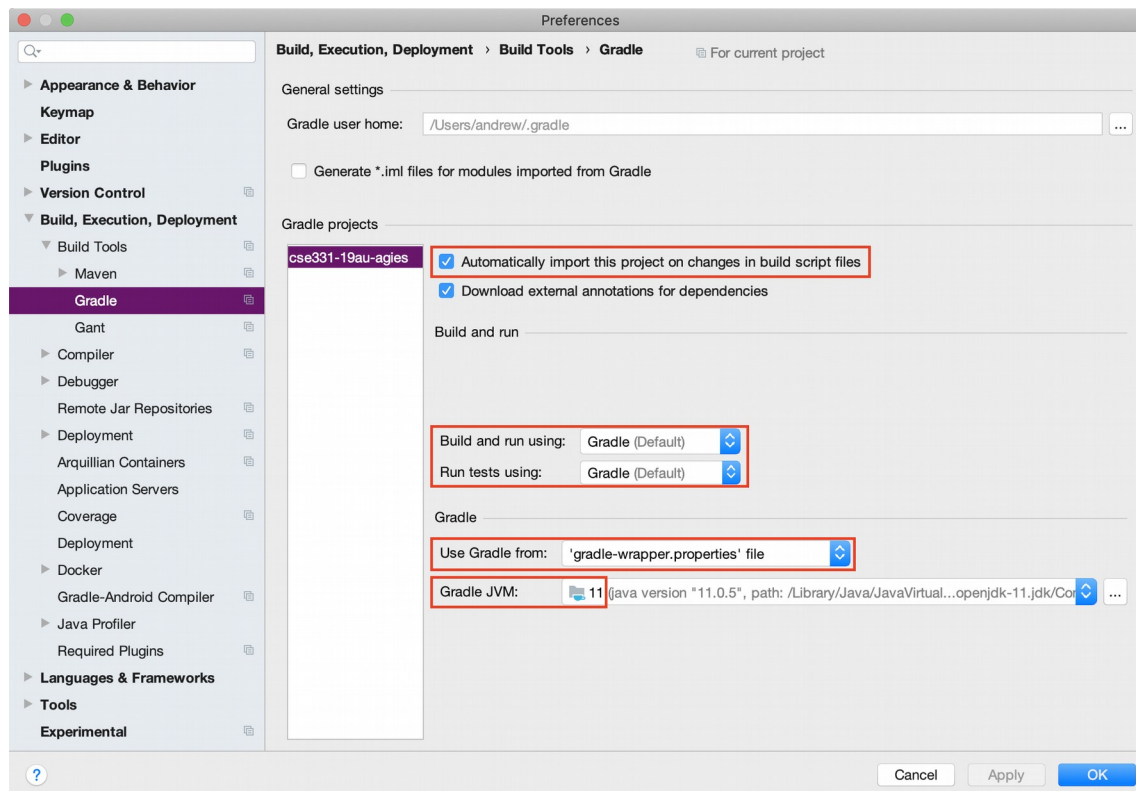 Preferences
Appearance & Behavior
Keymap
Editor
Plugins
Version Control
Build, Execution, Deployment
Build Tools
Maven
Gradle
Gant
Compiler
Debugger
Remote Jar Repositories
Deployment
Arquillian Containers
Application Servers
Coverage
Deployment
Docker
Gradle-Android Compiler
Java Profiler
Required Plugins
Languages & Frameworks
Tools
Experimental
Build, Execution, Deployment › Build Tools › Gradle For current project
General settings
Gradle user home: /Users/andrew/.gradle ...
Generate *.iml files for modules imported from Gradle
Gradle projects
cse331-19au-agies
Automatically import this project on changes in build script files
Download external annotations for dependencies
Build and run
Build and run using: Gradle (Default)
Run tests using: Gradle (Default)
Gradle
Use Gradle from: 'gradle-wrapper.properties' file
Gradle JVM: 11 (java version "11.0.5", path: /Library/Java/JavaVirtual...openjdk-11.jdk/Cor ...
? Cancel Apply OK